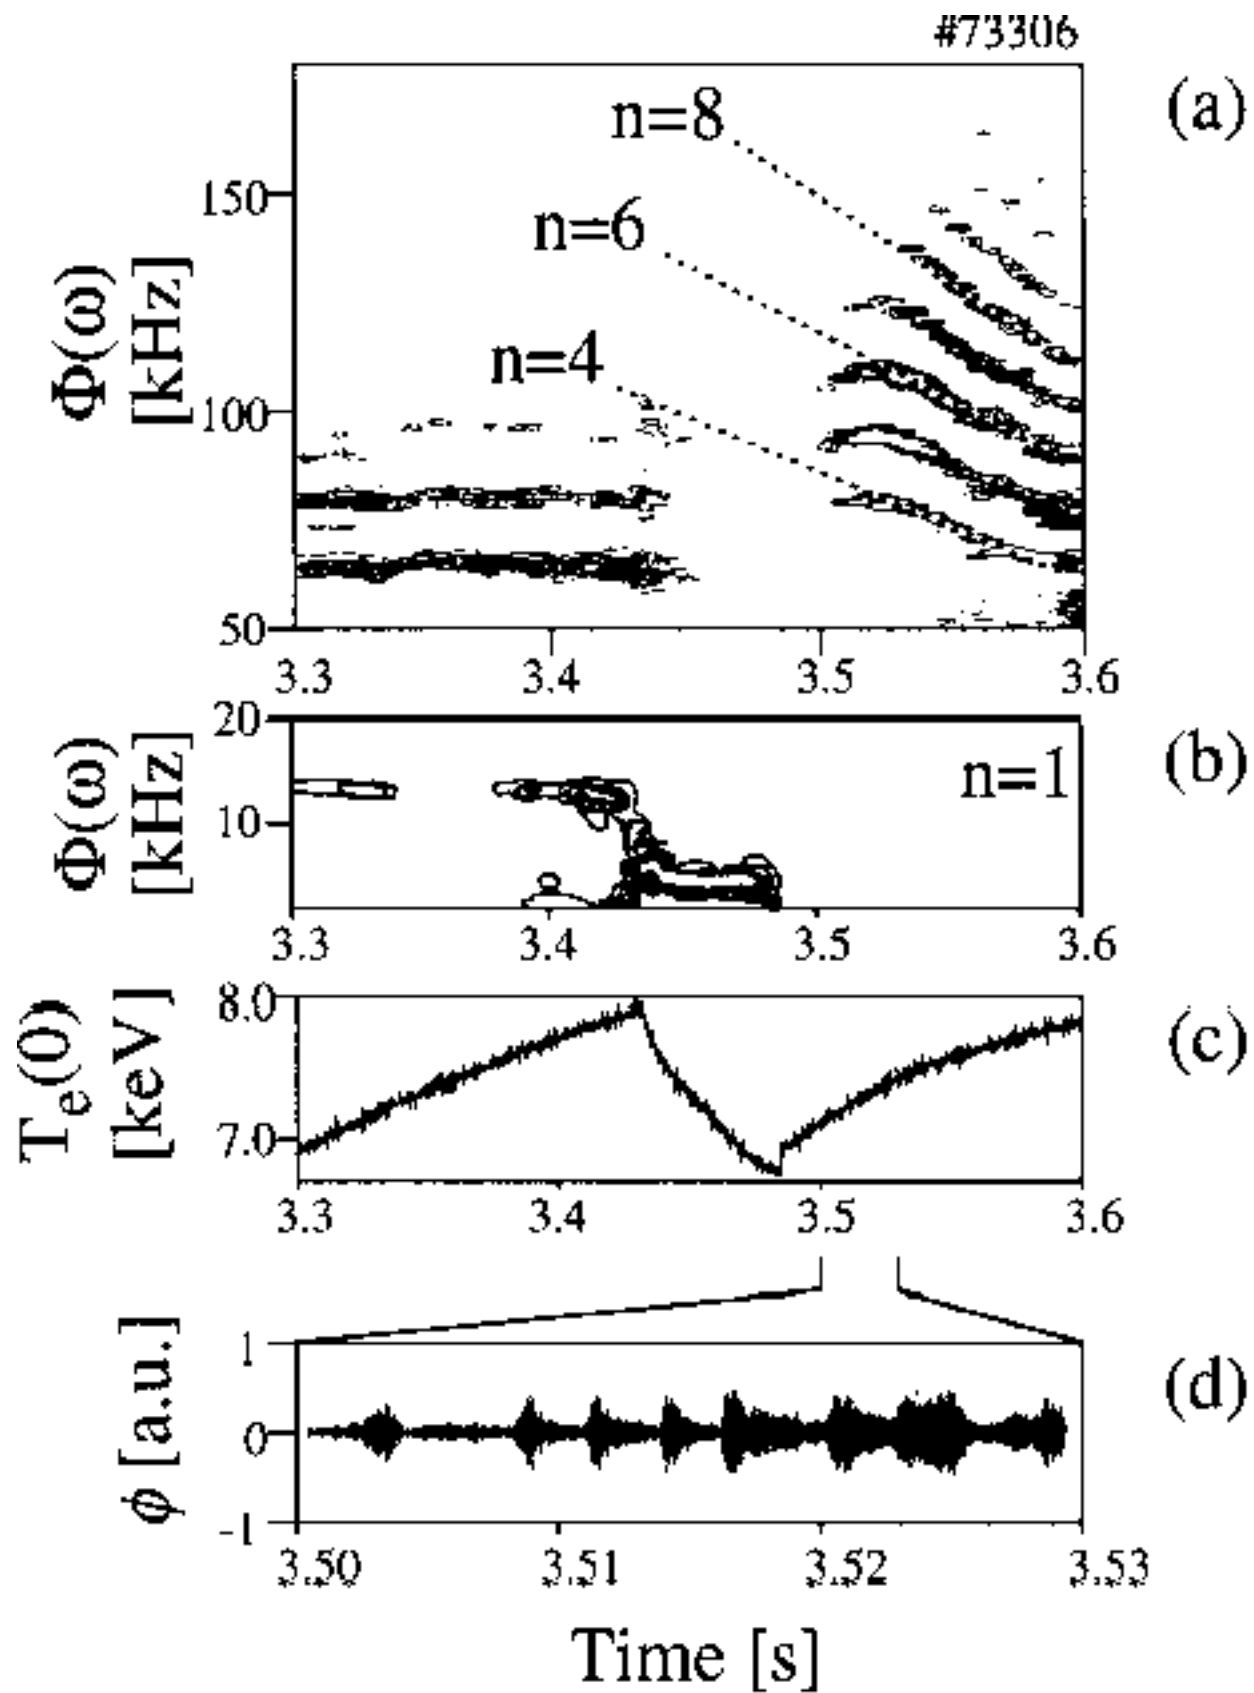 #73306
(a)
n=8
n=6
n=4
Φ(ω)
[kHz]
150
100
50
3.3 3.4 3.5 3.6
(b)
n=1
Φ(ω)
[kHz]
20
10
3.3 3.4 3.5 3.6
(c)
Te(0)
[keV]
8.0
7.0
3.3 3.4 3.5 3.6
(d)
ϕ [a.u.]
1
0
-1
3.50 3.51 3.52 3.53
Time [s]